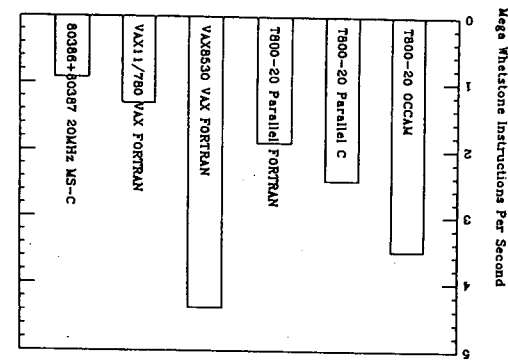 Mega Whetstone Instructions Per Second
0
1
2
3
4
5
T800-20 OCCAM
T800-20 Parallel C
T800-20 Parallel FORTRAN
VAX8530 VAX FORTRAN
VAX11/780 VAX FORTRAN
80386+80387 20MHz MS-C